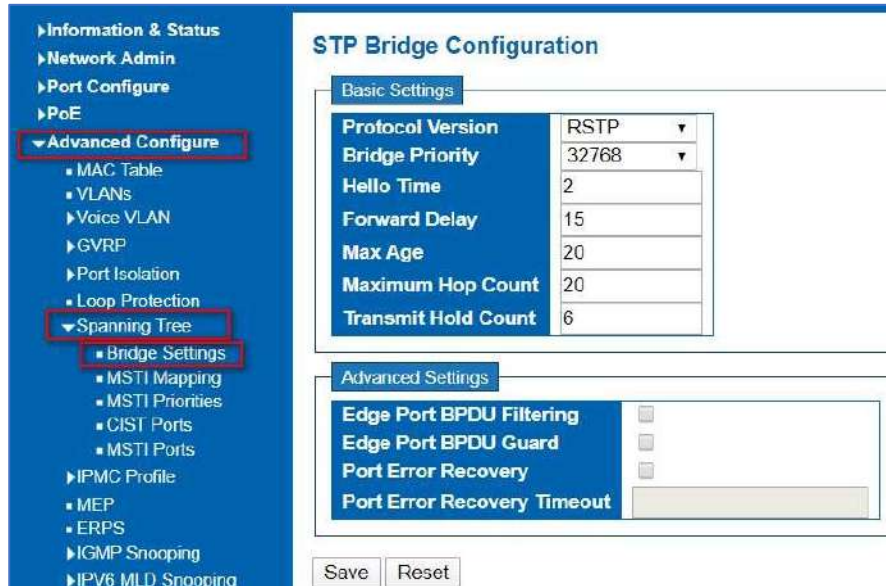 Information & Status
Network Admin
Port Configure
PoE
Advanced Configure
MAC Table
VLANs
Voice VLAN
GVRP
Port Isolation
Loop Protection
Spanning Tree
Bridge Settings
MSTI Mapping
MSTI Priorities
CIST Ports
MSTI Ports
IPMC Profile
MEP
ERPS
IGMP Snooping
IPV6 MLD Snooping
STP Bridge Configuration
Basic Settings
Protocol Version RSTP
Bridge Priority 32768
Hello Time 2
Forward Delay 15
Max Age 20
Maximum Hop Count 20
Transmit Hold Count 6
Advanced Settings
Edge Port BPDU Filtering
Edge Port BPDU Guard
Port Error Recovery
Port Error Recovery Timeout
Save Reset